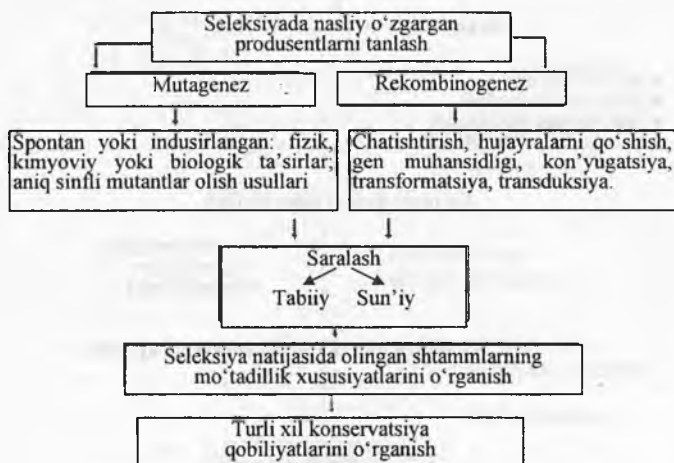 Seleksiyada nasliy o‘zgargan
produsentlarni tanlash
Mutagenez
Rekombinogenez
Spontan yoki indusirlangan: fizik,
kimyoviy yoki biologik ta’sirlar;
aniq sinfli mutantlar olish usullari
Chatishtirish, hujayralarni qo‘shish,
gen muhansidligi, kon’yugatsiya,
transformatsiya, transduksiya.
Saralash
Tabiiy Sun’iy
Seleksiya natijasida olingan shtammlarning
mo‘tadillik xususiyatlarini o‘rganish
Turli xil konservatsiya
qobiliyatlarini o‘rganish